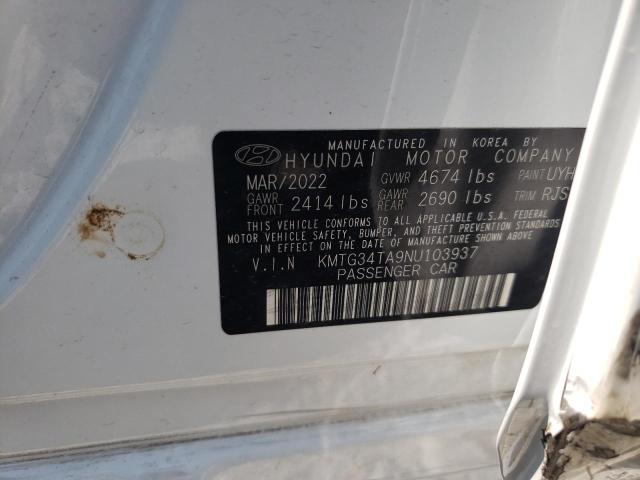 MANUFACTURED IN KOREA BY
HYUNDAI MOTOR COMPANY
MAR/2022 GVWR 4674 lbs PAINT UYH
GAWR FRONT 2414 lbs GAWR REAR 2690 lbs TRIM RJS
THIS VEHICLE CONFORMS TO ALL APPLICABLE U.S.A. FEDERAL
MOTOR VEHICLE SAFETY, BUMPER, AND THEFT PREVENTION STANDARDS
IN EFFECT ON THE DATE OF MANUFACTURE SHOWN ABOVE.
V.I.N KMTG34TA9NU103937
PASSENGER CAR